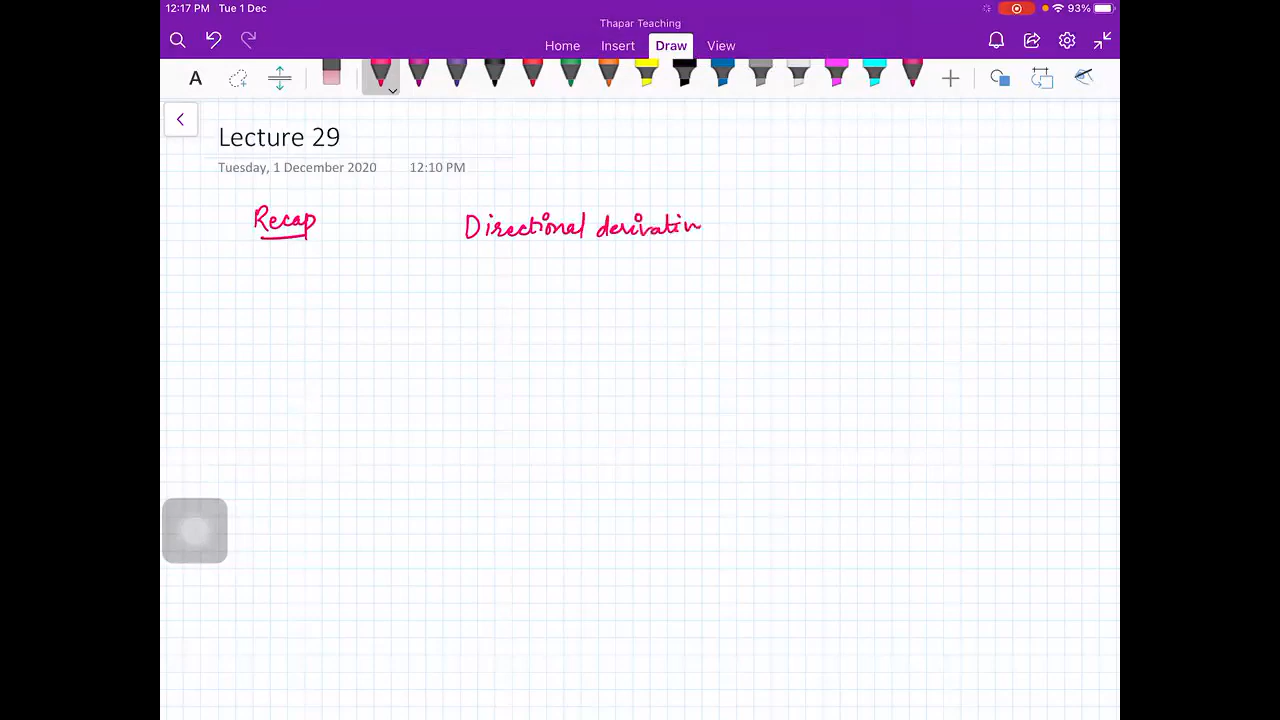 12:17 PM Tue 1 Dec
93%
Thapar Teaching
Home Insert Draw View
A
Lecture 29
Tuesday, 1 December 2020 12:10 PM
Recap Directional derivativ